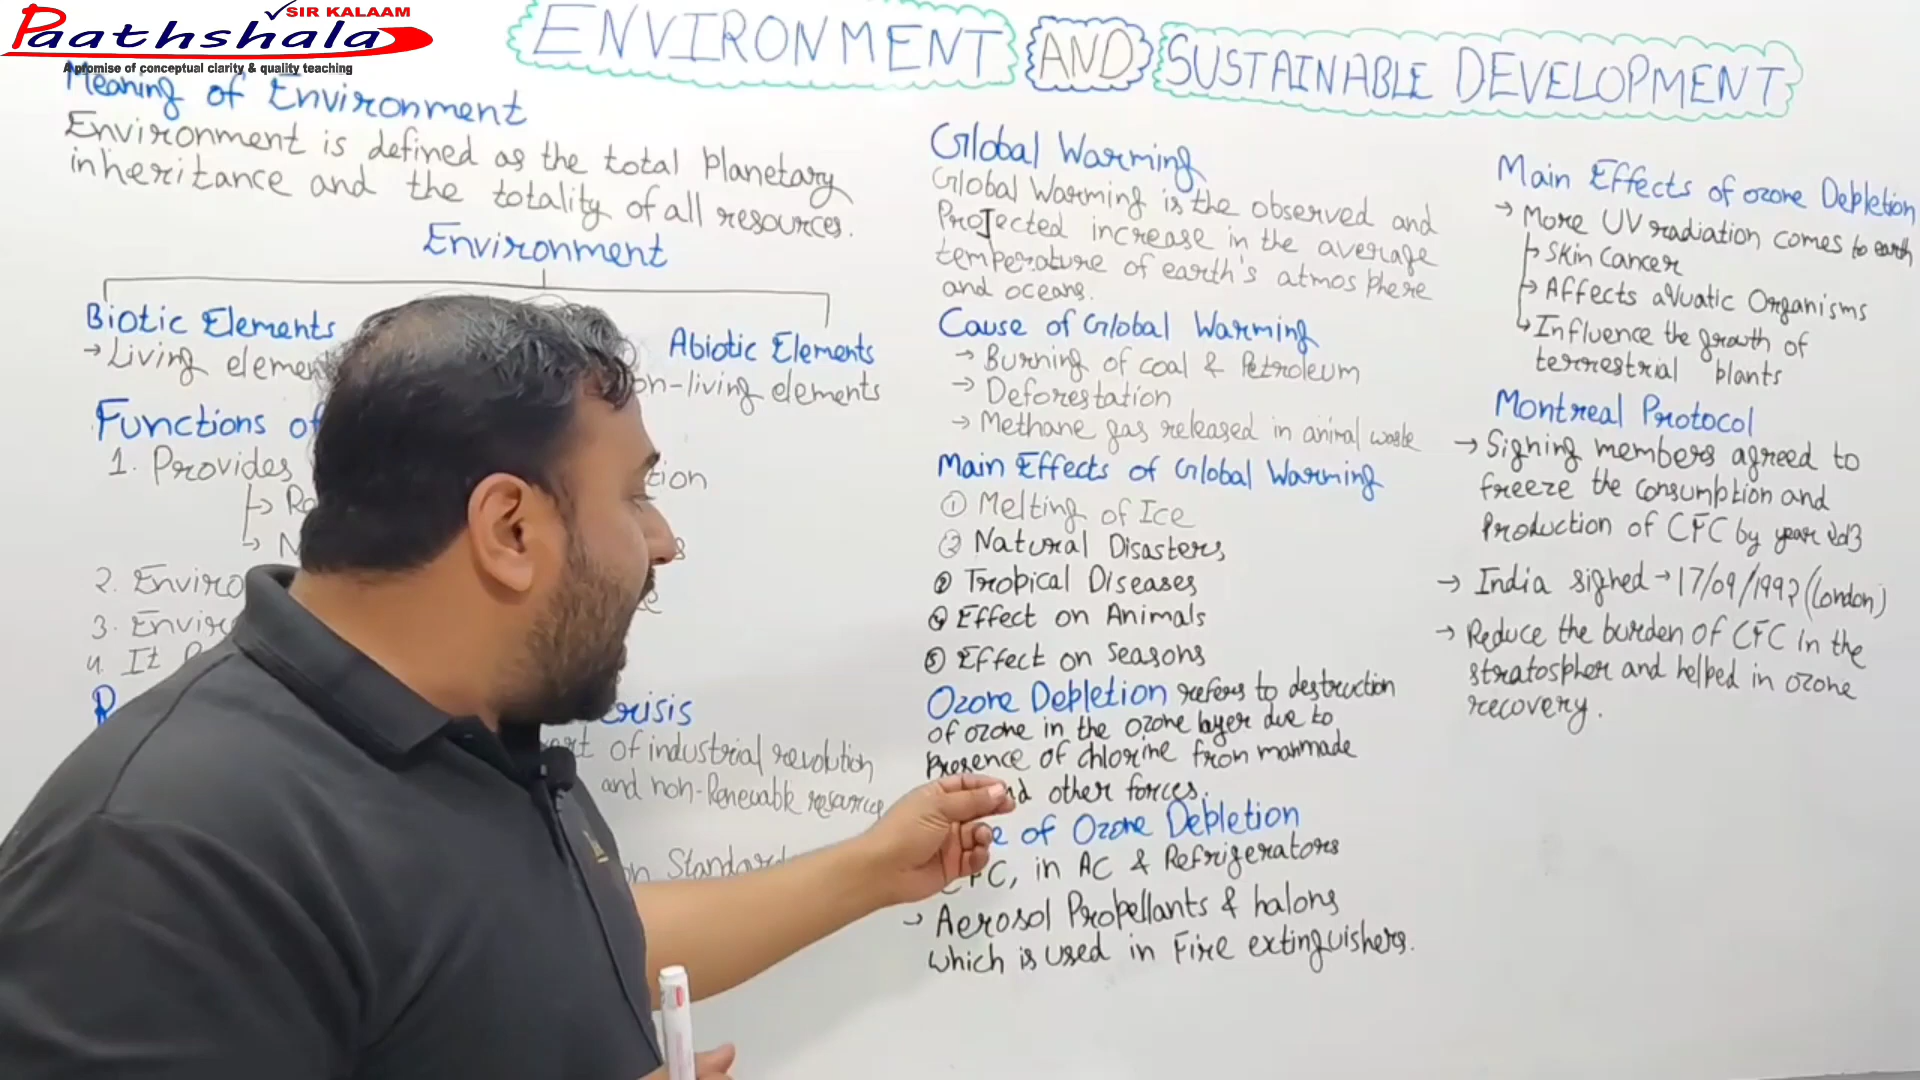 SIR KALAAM
Paathshala
A promise of conceptual clarity & quality teaching
ENVIRONMENT AND SUSTAINABLE DEVELOPMENT
Meaning of Environment
Environment is defined as the total Planetary
inheritance and the totality of all resources.
Environment
Biotic Elements
→ Living element
Abiotic Elements
on-living elements
Functions of
1. Provides
tion
2. Enviro
3. Envir
4. It
crisis
of industrial revolution
and non-Renewable resources
on Standard
Global Warming
Global Warming is the observed and
Projected increase in the average
temperature of earth's atmosphere
and oceans.
Cause of Global Warming
→ Burning of coal & Petroleum
→ Deforestation
→ Methane gas released in animal waste
Main Effects of Global Warming
① Melting of Ice
② Natural Disasters
③ Tropical Diseases
④ Effect on Animals
⑤ Effect on seasons
Ozone Depletion refers to destruction
of ozone in the ozone layer due to
Presence of chlorine from manmade
nd other forces.
e of Ozone Depletion
CFC, in AC & Refrigerators
→ Aerosol Propellants & halons
which is used in Fire extinguishers.
Main Effects of ozone Depletion
→ More UV radiation comes to earth
→ Skin Cancer
→ Affects aquatic Organisms
→ Influence the growth of
terrestrial plants
Montreal Protocol
→ Signing members agreed to
freeze the consumption and
Production of CFC by year
→ India signed → 17/09/1992 (London)
→ Reduce the burden of CFC in the
stratospher and helped in ozone
recovery.